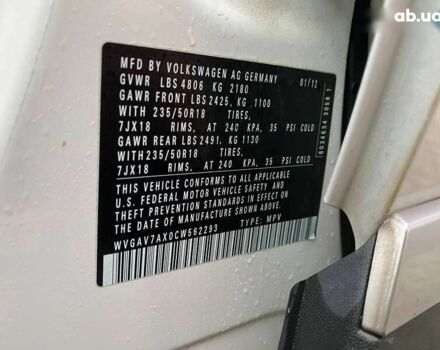 ab.ua
MFD BY VOLKSWAGEN AG GERMANY 01/12
GVWR LBS 4806 KG 2180
GAWR FRONT LBS 2425, KG 1100
WITH 235/50R18 TIRES,
7JX18 RIMS, AT 240 KPA, 35 PSI COLD
GAWR REAR LBS 2491, KG 1130
WITH 235/50R18 TIRES,
7JX18 RIMS, AT 240 KPA, 35 PSI COLD
THIS VEHICLE CONFORMS TO ALL APPLICABLE
U.S. FEDERAL MOTOR VEHICLE SAFETY
STANDARDS IN EFFECT ON
THE DATE OF MANUFACTURE SHOWN ABOVE.
WVGAV7AX0CW562293 TYPE: MPV
6034634 3058 1